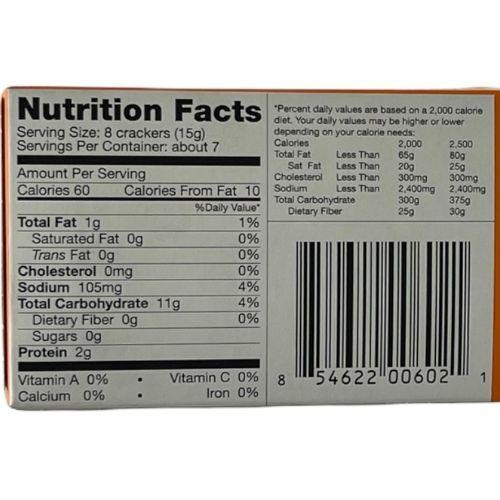 Nutrition Facts
Serving Size: 8 crackers (15g)
Servings Per Container: about 7
Amount Per Serving
Calories 60 Calories From Fat 10
%Daily Value*
Total Fat 1g 1%
Saturated Fat 0g 0%
Trans Fat 0g 0%
Cholesterol 0mg 0%
Sodium 105mg 4%
Total Carbohydrate 11g 4%
Dietary Fiber 0g 0%
Sugars 0g
Protein 2g
Vitamin A 0% • Vitamin C 0%
Calcium 0% • Iron 0%
*Percent daily values are based on a 2,000 calorie
diet. Your daily values may be higher or lower
depending on your calorie needs:
Calories 2,000 2,500
Total Fat Less Than 65g 80g
Sat Fat Less Than 20g 25g
Cholesterol Less Than 300mg 300mg
Sodium Less Than 2,400mg 2,400mg
Total Carbohydrate 300g 375g
Dietary Fiber 25g 30g
8 54622 00602 1